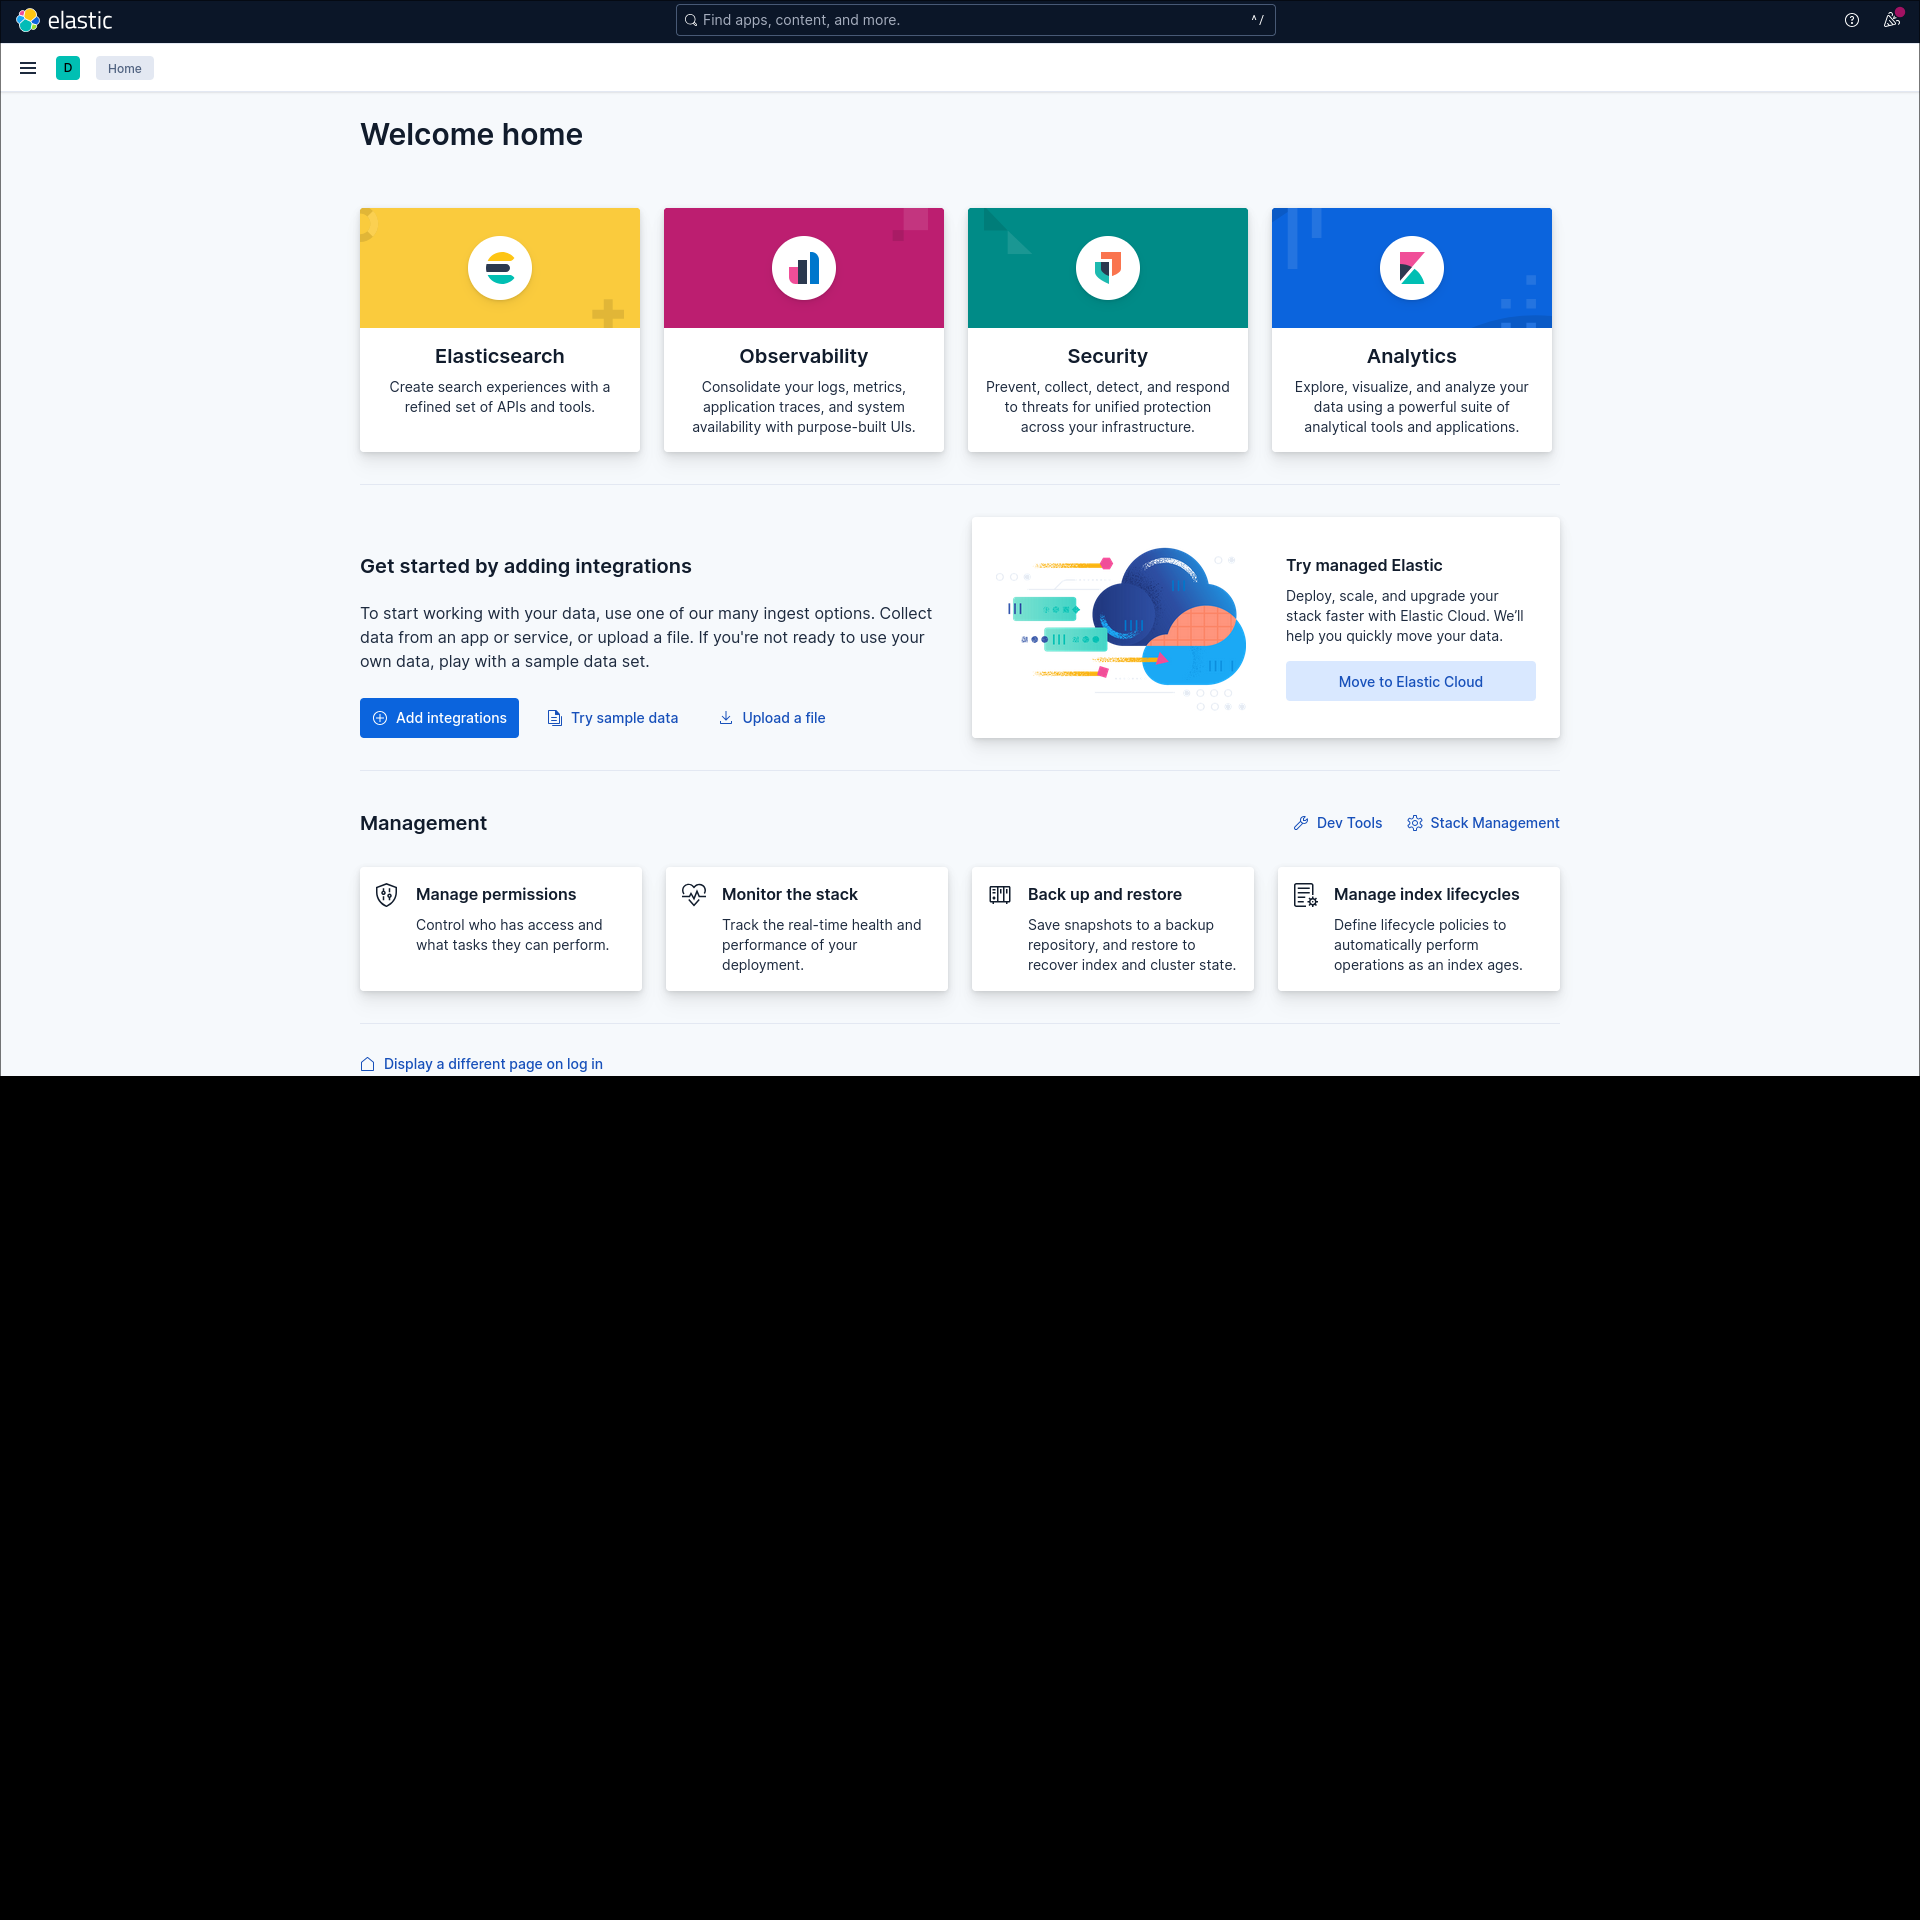 elastic
Find apps, content, and more.
^ /
D
Home
Welcome home
Elasticsearch
Create search experiences with a
refined set of APIs and tools.
Observability
Consolidate your logs, metrics,
application traces, and system
availability with purpose-built UIs.
Security
Prevent, collect, detect, and respond
to threats for unified protection
across your infrastructure.
Analytics
Explore, visualize, and analyze your
data using a powerful suite of
analytical tools and applications.
Get started by adding integrations
To start working with your data, use one of our many ingest options. Collect
data from an app or service, or upload a file. If you're not ready to use your
own data, play with a sample data set.
Add integrations
Try sample data
Upload a file
Try managed Elastic
Deploy, scale, and upgrade your
stack faster with Elastic Cloud. We’ll
help you quickly move your data.
Move to Elastic Cloud
Management
Dev Tools
Stack Management
Manage permissions
Control who has access and
what tasks they can perform.
Monitor the stack
Track the real-time health and
performance of your
deployment.
Back up and restore
Save snapshots to a backup
repository, and restore to
recover index and cluster state.
Manage index lifecycles
Define lifecycle policies to
automatically perform
operations as an index ages.
Display a different page on log in